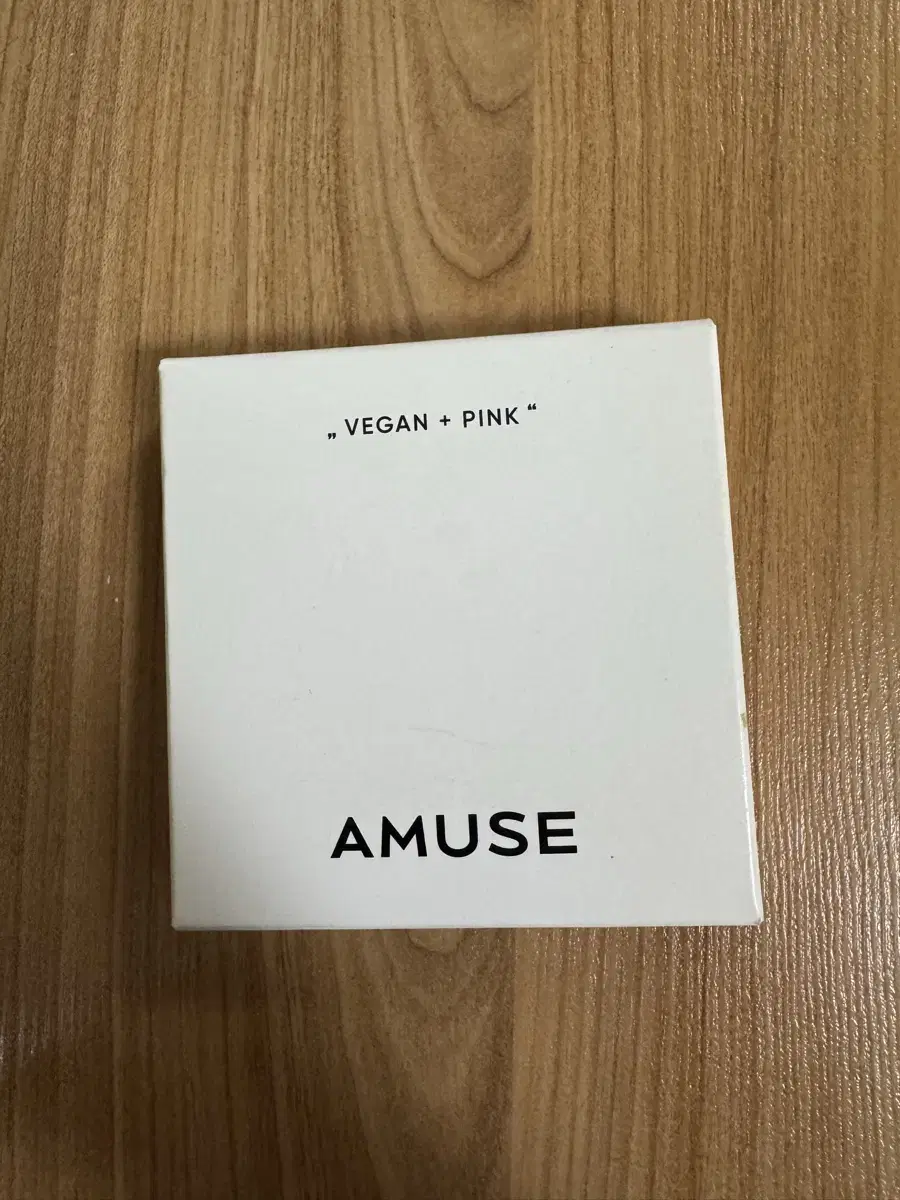 „ VEGAN + PINK “
AMUSE